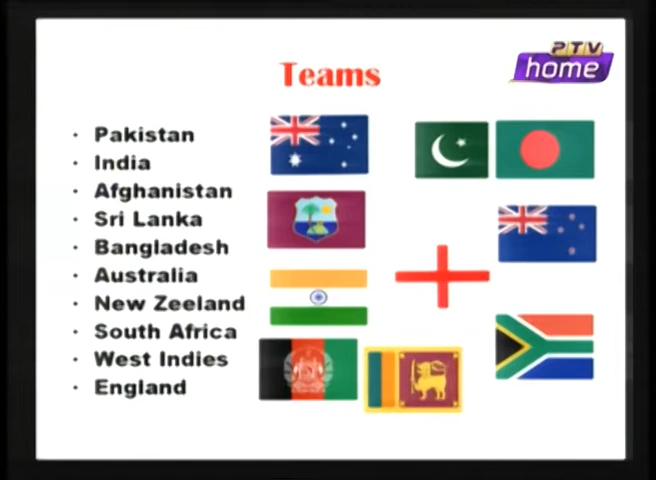 Teams
PTV
home
· Pakistan
· India
· Afghanistan
· Sri Lanka
· Bangladesh
· Australia
· New Zeeland
· South Africa
· West Indies
· England